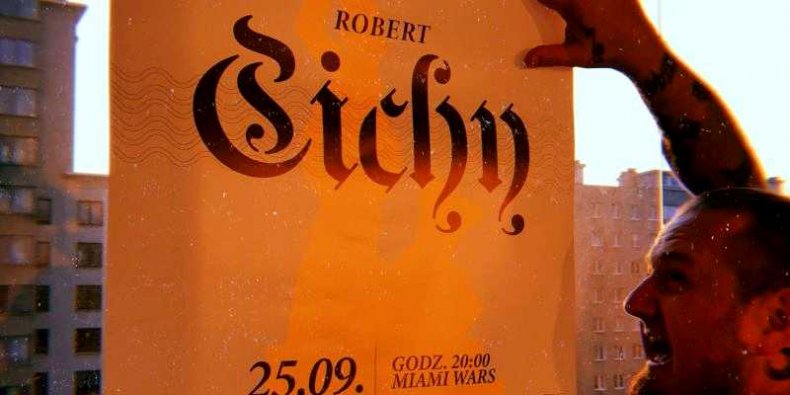 ROBERT
Cichy
25.09.
GODZ. 20:00
MIAMI WARS